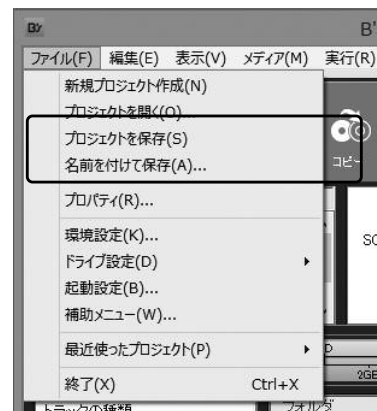 B'
ファイル(F) 編集(E) 表示(V) メディア(M) 実行(R)
新規プロジェクト作成(N)
プロジェクトを開く(O)...
プロジェクトを保存(S)
名前を付けて保存(A)...
コピー
プロパティ(R)...
環境設定(K)...
ドライブ設定(D)
起動設定(B)...
補助メニュー(W)...
最近使ったプロジェクト(P)
終了(X) Ctrl+X
トラックの種類 フォルダ